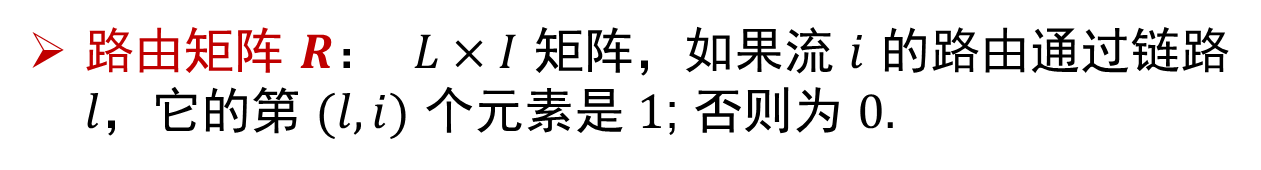 ➢ 路由矩阵 R： L × I 矩阵，如果流 i 的路由通过链路
l，它的第 (l, i) 个元素是 1; 否则为 0.